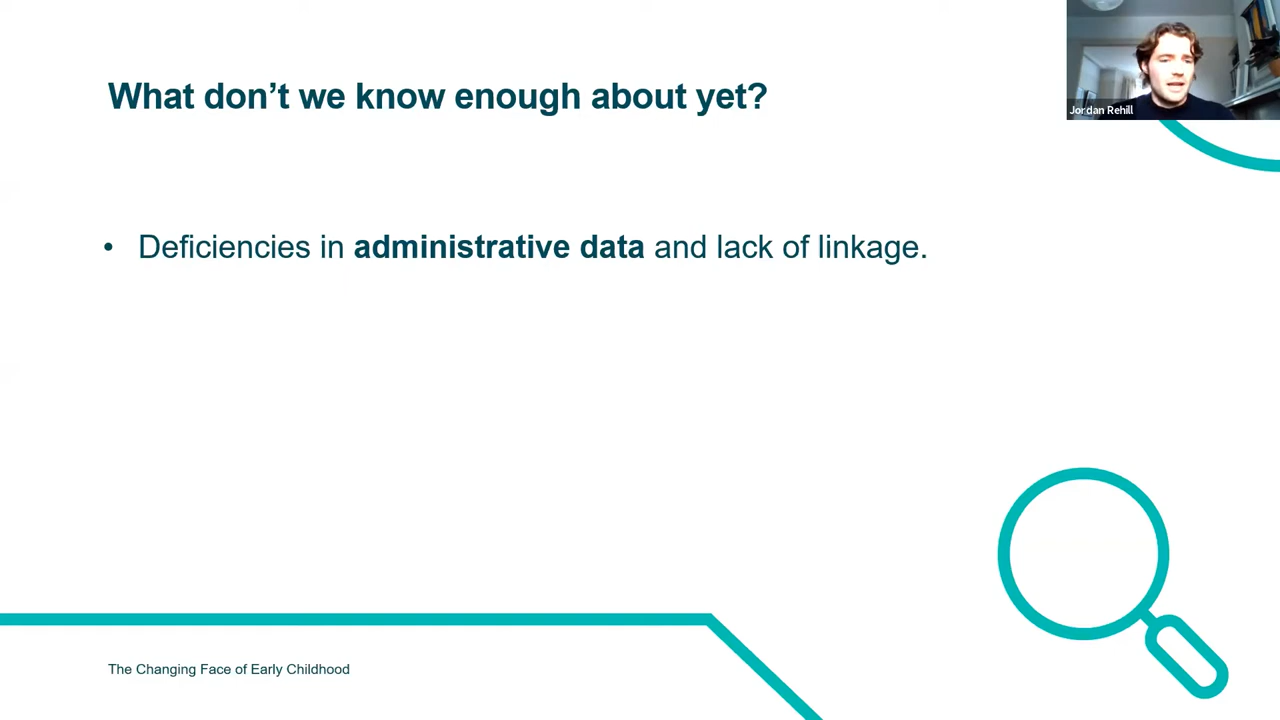 What don’t we know enough about yet?
Jordan Rehill
• Deficiencies in administrative data and lack of linkage.
The Changing Face of Early Childhood